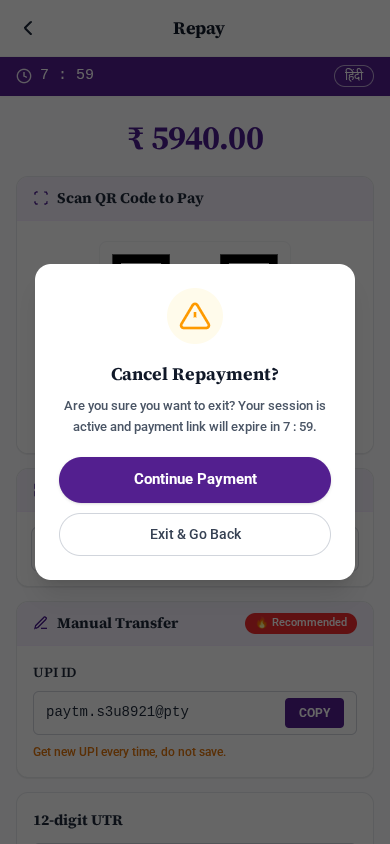 Repay
7 : 59
हिंदी
₹ 5940.00
Scan QR Code to Pay
Cancel Repayment?
Are you sure you want to exit? Your session is
active and payment link will expire in 7 : 59.
Continue Payment
Exit & Go Back
Manual Transfer
🔥 Recommended
UPI ID
paytm.s3u8921@pty
COPY
Get new UPI every time, do not save.
12-digit UTR